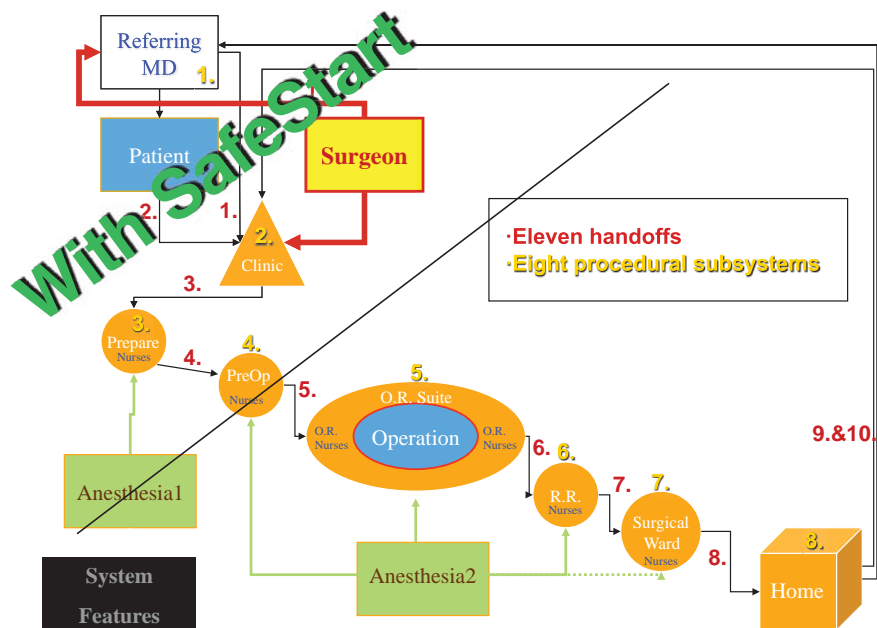 Referring
MD
1.
With SafeStart
Patient
Surgeon
2.
1.
2.
Clinic
·Eleven handoffs
·Eight procedural subsystems
3.
3.
Prepare
Nurses
4.
4.
PreOp
Nurses
5.
5.
O.R. Suite
O.R.
Nurses
Operation
O.R.
Nurses
6.
6.
R.R.
Nurses
7.
7.
Surgical
Ward
Nurses
8.
8.
Home
9.&10.
Anesthesia1
Anesthesia2
System
Features